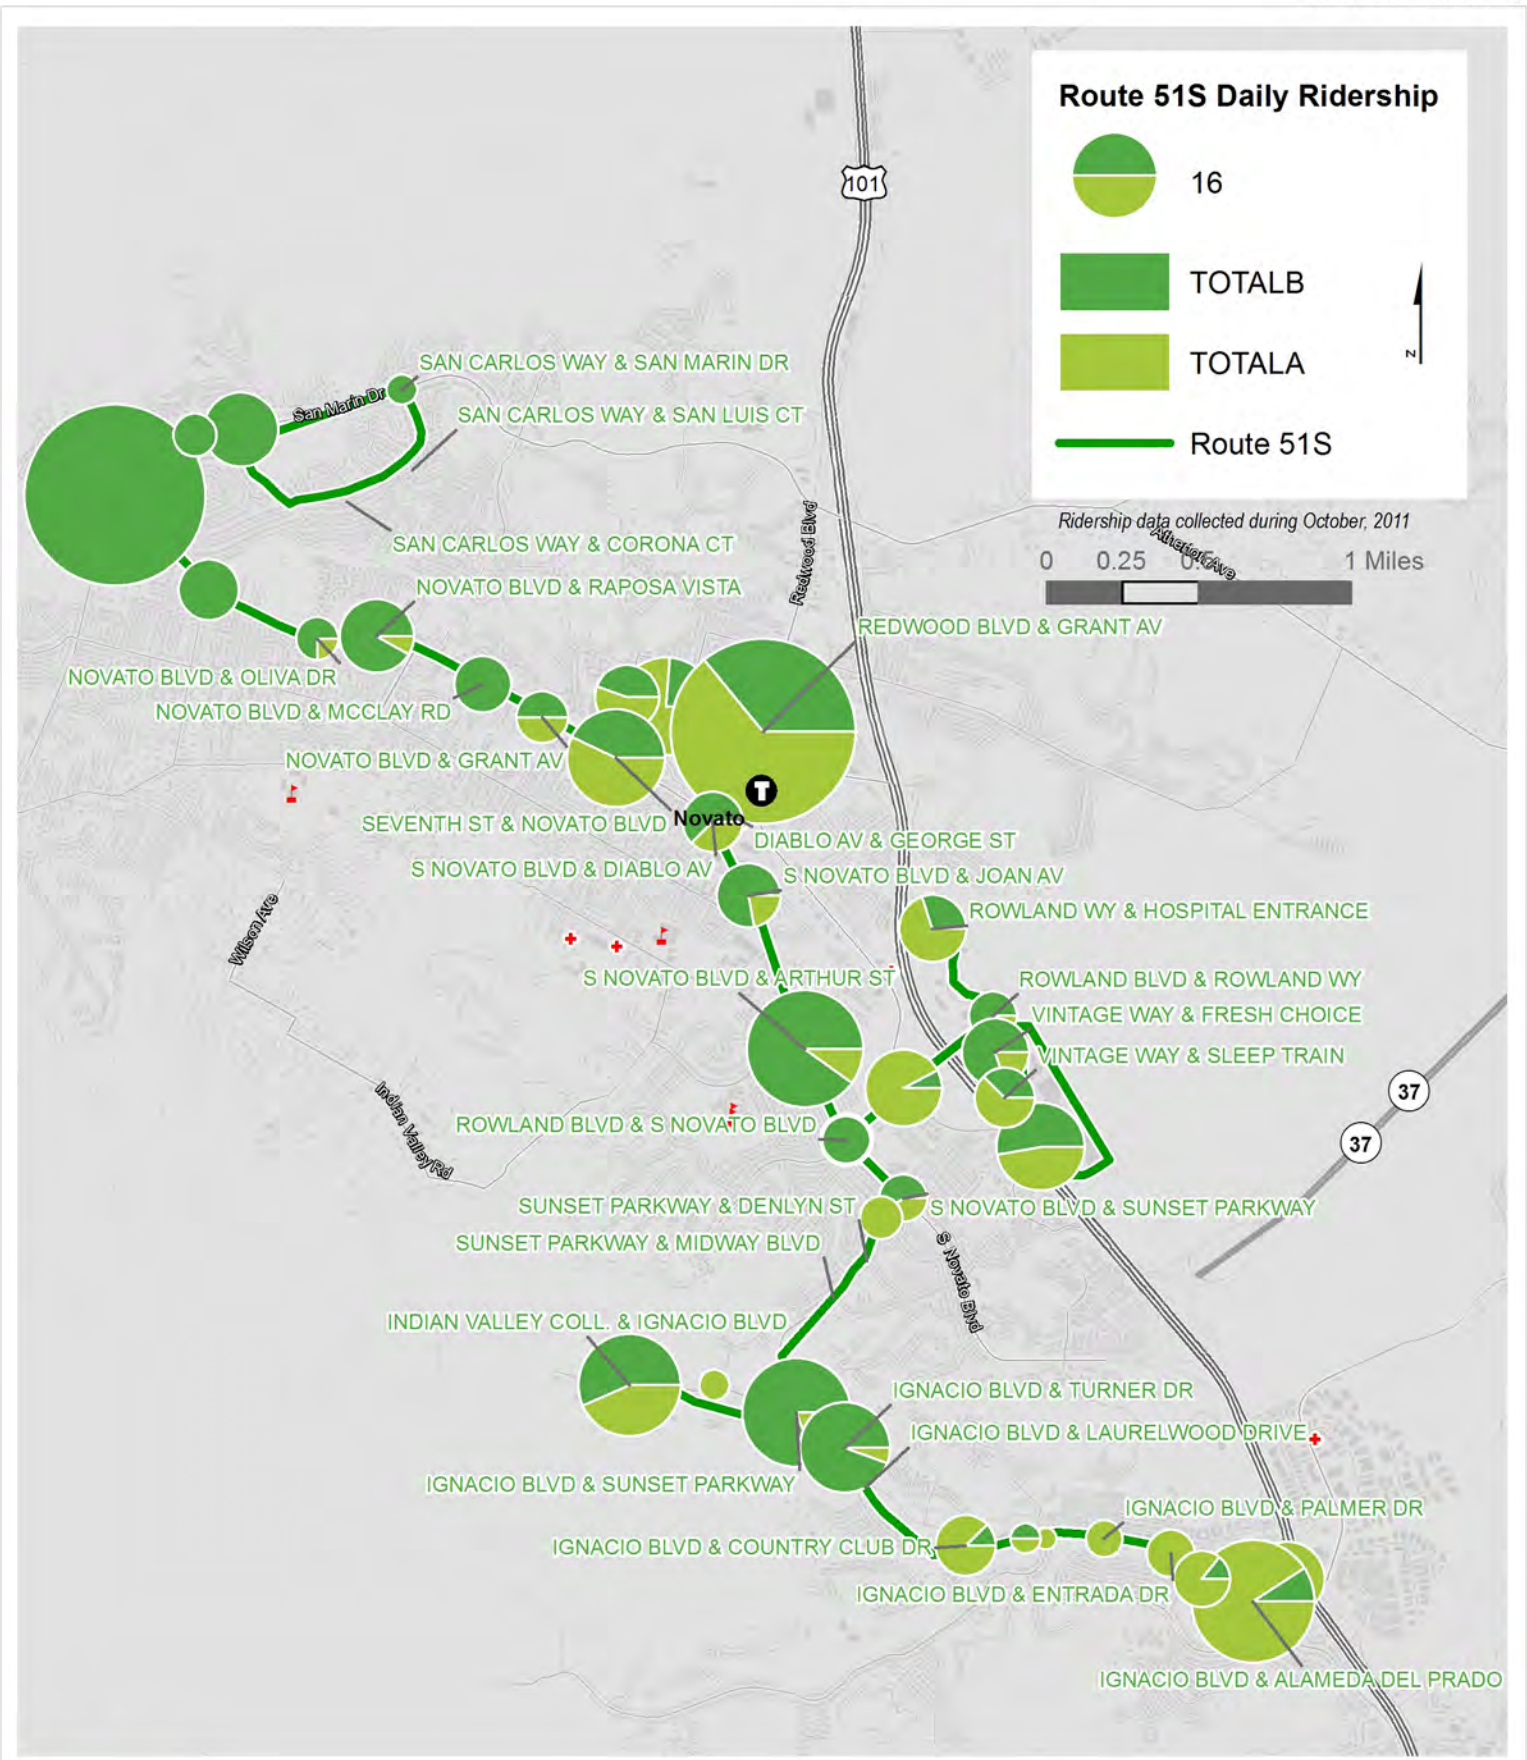 Route 51S Daily Ridership
16
TOTALB
TOTALA
Route 51S
N
Ridership data collected during October, 2011
0 0.25 0.5 1 Miles
Atherton Ave
101
SAN CARLOS WAY & SAN MARIN DR
San Marin Dr
SAN CARLOS WAY & SAN LUIS CT
SAN CARLOS WAY & CORONA CT
Redwood Blvd
NOVATO BLVD & RAPOSA VISTA
REDWOOD BLVD & GRANT AV
NOVATO BLVD & OLIVA DR
NOVATO BLVD & MCCLAY RD
NOVATO BLVD & GRANT AV
T
SEVENTH ST & NOVATO BLVD
Novato
DIABLO AV & GEORGE ST
S NOVATO BLVD & DIABLO AV
S NOVATO BLVD & JOAN AV
Wilson Ave
ROWLAND WY & HOSPITAL ENTRANCE
S NOVATO BLVD & ARTHUR ST
ROWLAND BLVD & ROWLAND WY
VINTAGE WAY & FRESH CHOICE
VINTAGE WAY & SLEEP TRAIN
37
37
Indian Valley Rd
ROWLAND BLVD & S NOVATO BLVD
SUNSET PARKWAY & DENLYN ST
S NOVATO BLVD & SUNSET PARKWAY
SUNSET PARKWAY & MIDWAY BLVD
S Novato Blvd
INDIAN VALLEY COLL. & IGNACIO BLVD
IGNACIO BLVD & TURNER DR
IGNACIO BLVD & LAURELWOOD DRIVE
IGNACIO BLVD & SUNSET PARKWAY
IGNACIO BLVD & PALMER DR
IGNACIO BLVD & COUNTRY CLUB DR
IGNACIO BLVD & ENTRADA DR
IGNACIO BLVD & ALAMEDA DEL PRADO